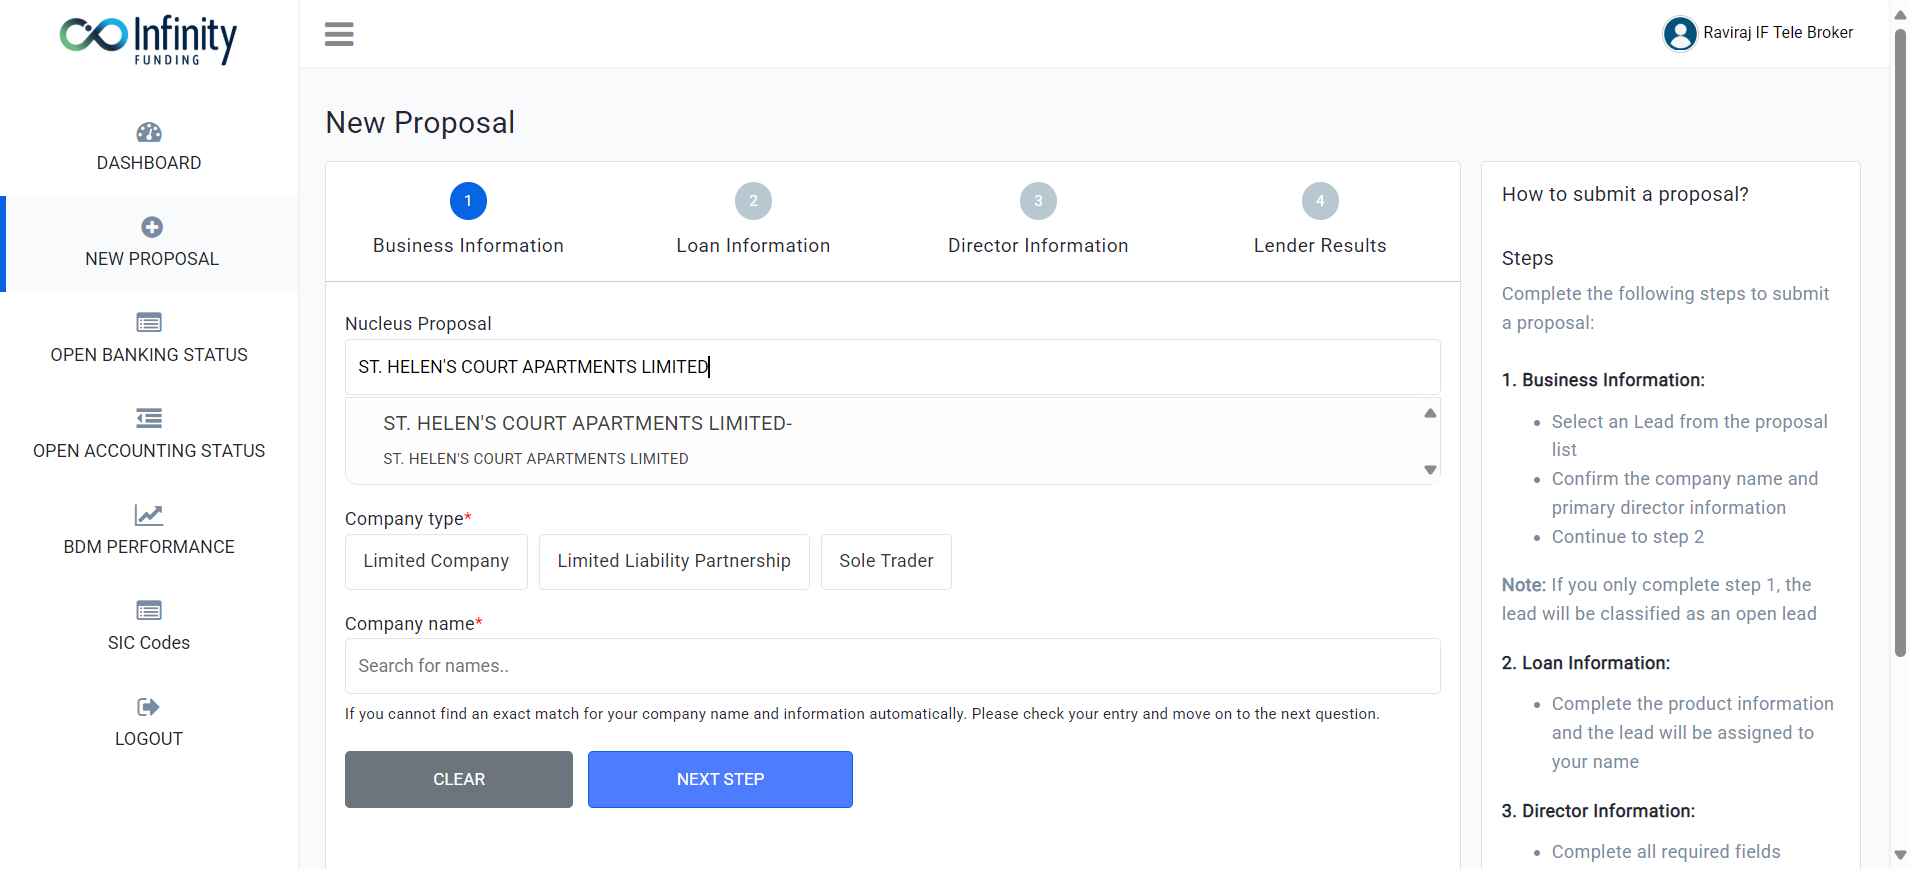 Infinity
FUNDING
DASHBOARD
NEW PROPOSAL
OPEN BANKING STATUS
OPEN ACCOUNTING STATUS
BDM PERFORMANCE
SIC Codes
LOGOUT
Raviraj IF Tele Broker
New Proposal
1
Business Information
2
Loan Information
3
Director Information
4
Lender Results
Nucleus Proposal
ST. HELEN'S COURT APARTMENTS LIMITED
ST. HELEN'S COURT APARTMENTS LIMITED-
ST. HELEN'S COURT APARTMENTS LIMITED
Company type*
Limited Company
Limited Liability Partnership
Sole Trader
Company name*
Search for names..
If you cannot find an exact match for your company name and information automatically. Please check your entry and move on to the next question.
CLEAR
NEXT STEP
How to submit a proposal?
Steps
Complete the following steps to submit
a proposal:
1. Business Information:
• Select an Lead from the proposal
list
• Confirm the company name and
primary director information
• Continue to step 2
Note: If you only complete step 1, the
lead will be classified as an open lead
2. Loan Information:
• Complete the product information
and the lead will be assigned to
your name
3. Director Information:
• Complete all required fields